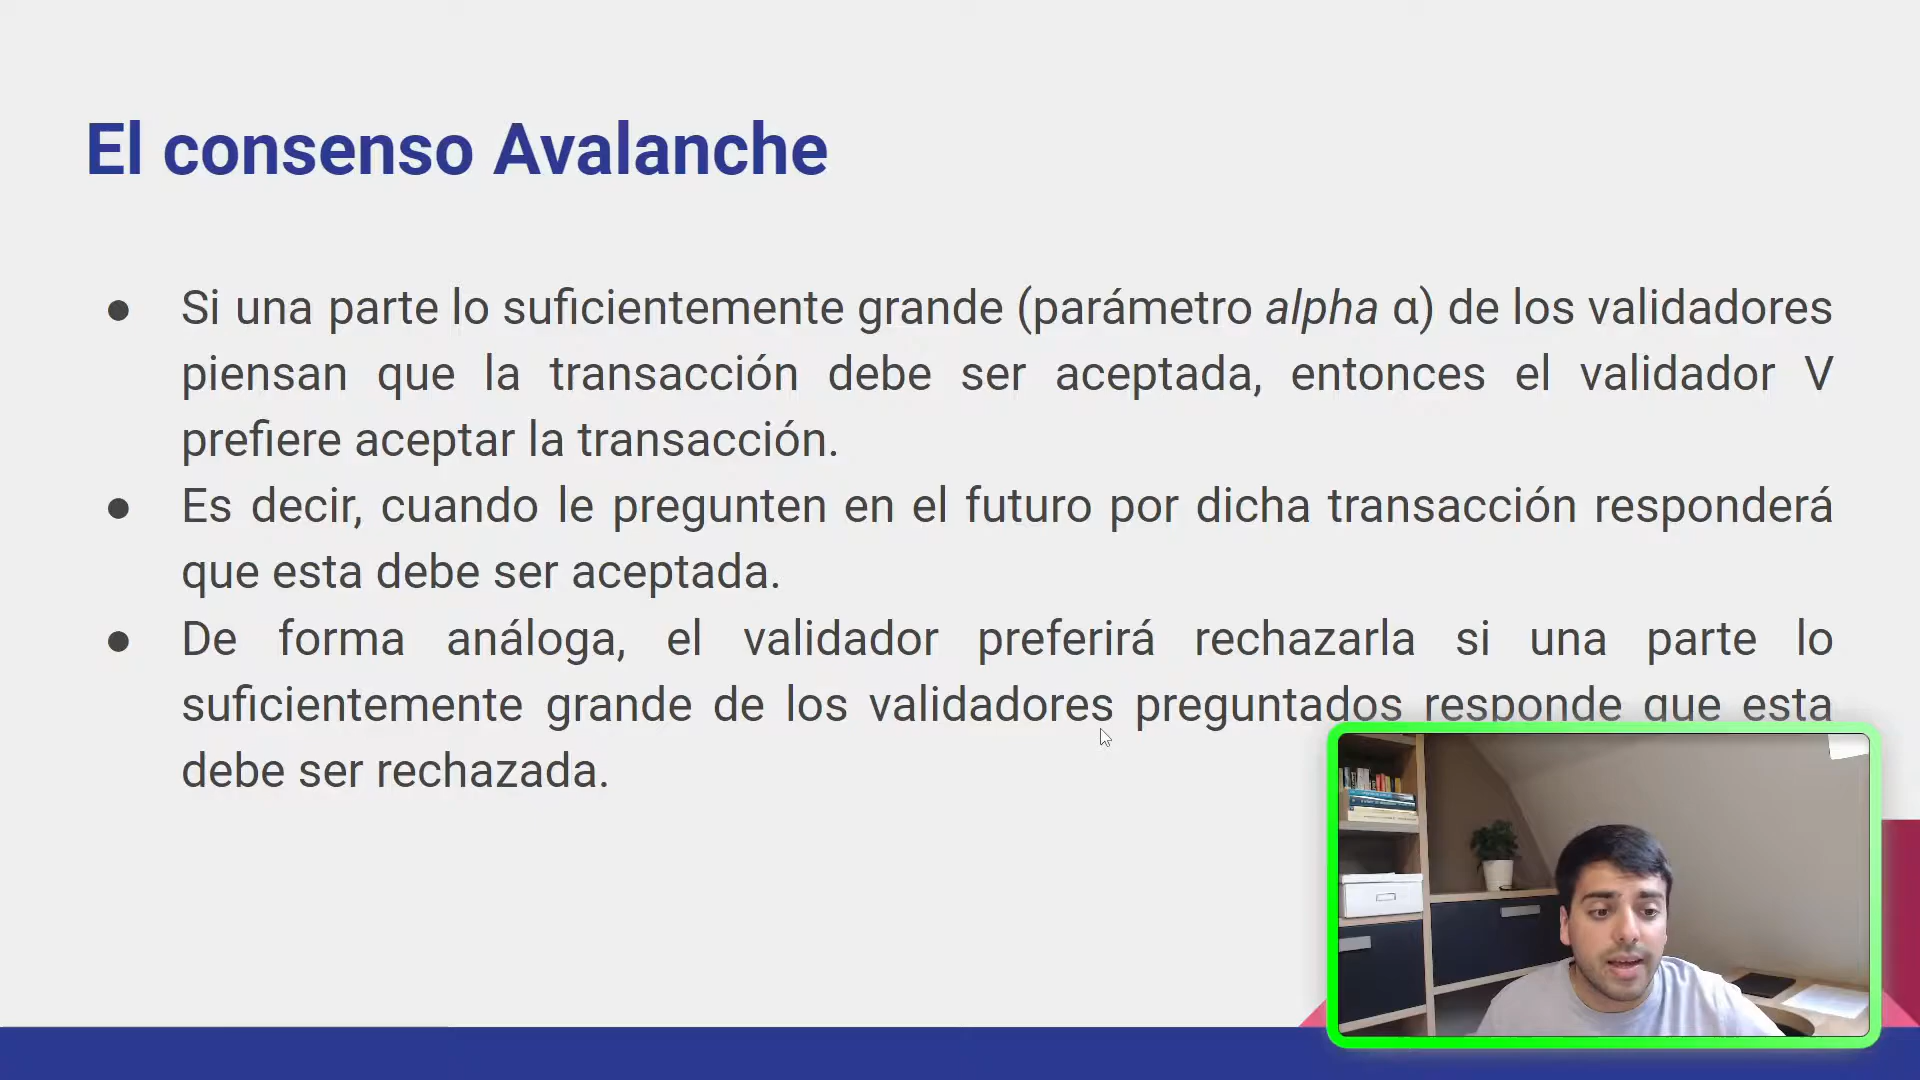 El consenso Avalanche
● Si una parte lo suficientemente grande (parámetro alpha α) de los validadores
piensan que la transacción debe ser aceptada, entonces el validador V
prefiere aceptar la transacción.
● Es decir, cuando le pregunten en el futuro por dicha transacción responderá
que esta debe ser aceptada.
● De forma análoga, el validador preferirá rechazarla si una parte lo
suficientemente grande de los validadores preguntados responde que esta
debe ser rechazada.